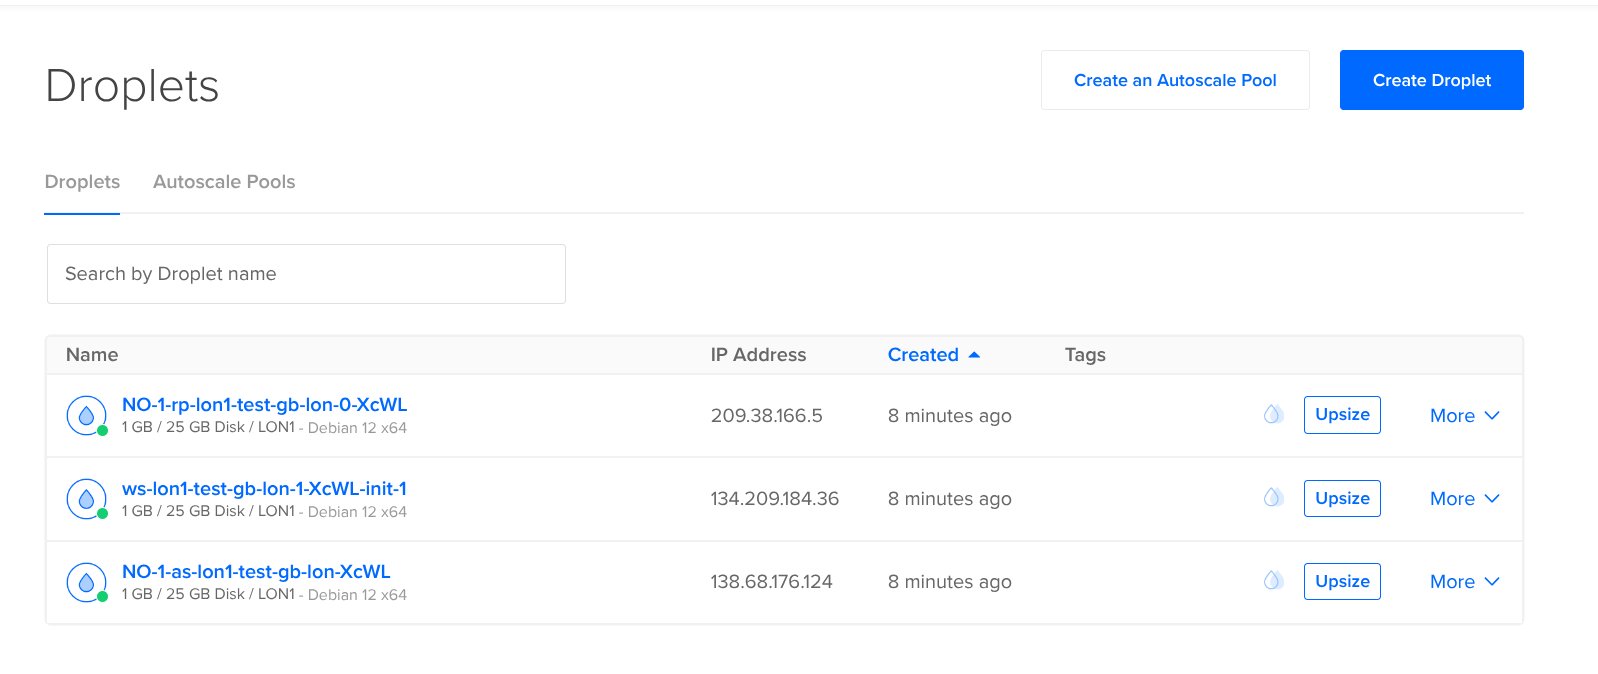 Droplets
Create an Autoscale Pool
Create Droplet
Droplets
Autoscale Pools
Search by Droplet name
Name IP Address Created Tags
NO-1-rp-lon1-test-gb-lon-0-XcWL
1 GB / 25 GB Disk / LON1 - Debian 12 x64
209.38.166.5
8 minutes ago
Upsize
More
ws-lon1-test-gb-lon-1-XcWL-init-1
1 GB / 25 GB Disk / LON1 - Debian 12 x64
134.209.184.36
8 minutes ago
Upsize
More
NO-1-as-lon1-test-gb-lon-XcWL
1 GB / 25 GB Disk / LON1 - Debian 12 x64
138.68.176.124
8 minutes ago
Upsize
More